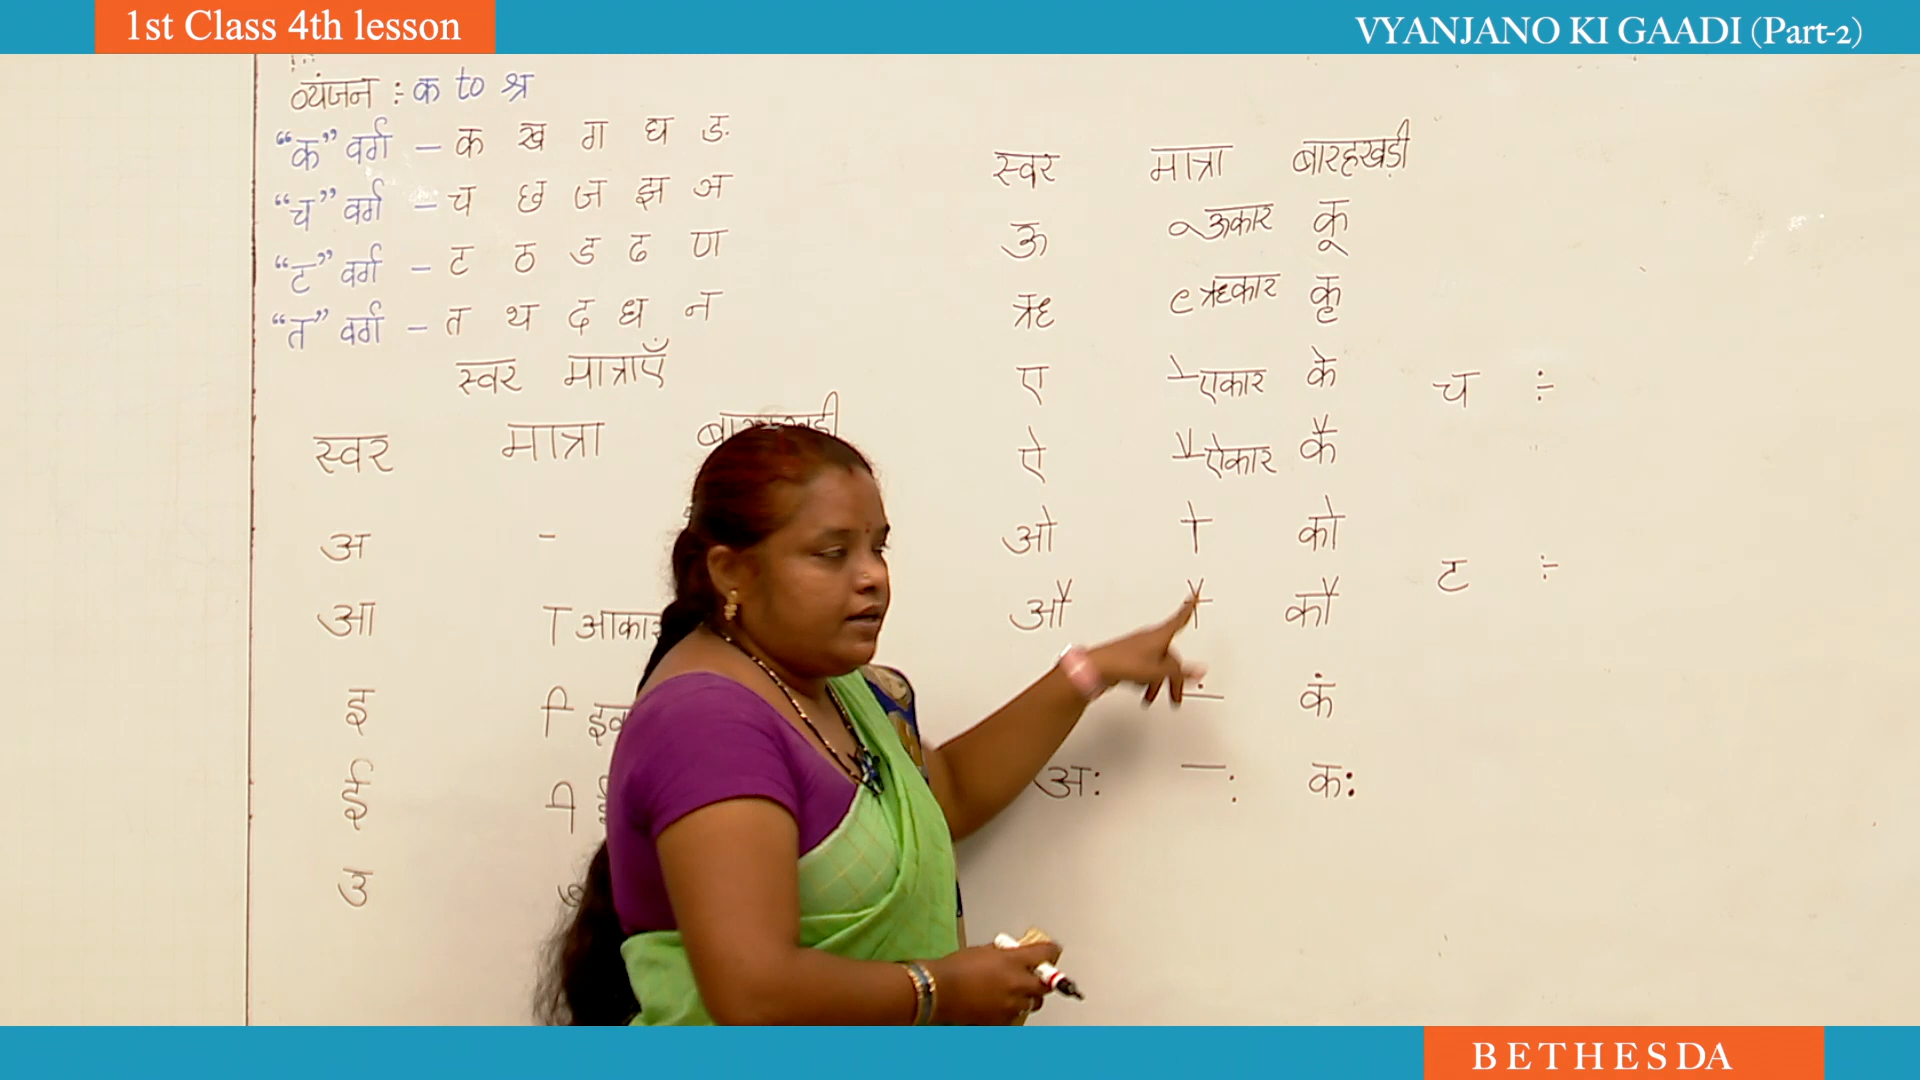 1st Class 4th lesson
VYANJANO KI GAADI (Part-2)
व्यंजन ÷ क to श्र
“क” वर्ग – क ख ग घ ङ
“च” वर्ग – च छ ज झ ञ
“ट” वर्ग – ट ठ ड ढ ण
“त” वर्ग – त थ द ध न
स्वर मात्राएँ
स्वर मात्रा
अ -
आ ा आकार
इ ि
ई ी
उ
स्वर मात्रा बारहखड़ी
ऊ ू ऊकार कू
ऋ ृ ऋकार कृ
ए े एकार के
ऐ ै ऐकार कै
ओ ो को
औ ौ कौ
ं कं
अः ः कः
च ÷
ट ÷
BETHESDA